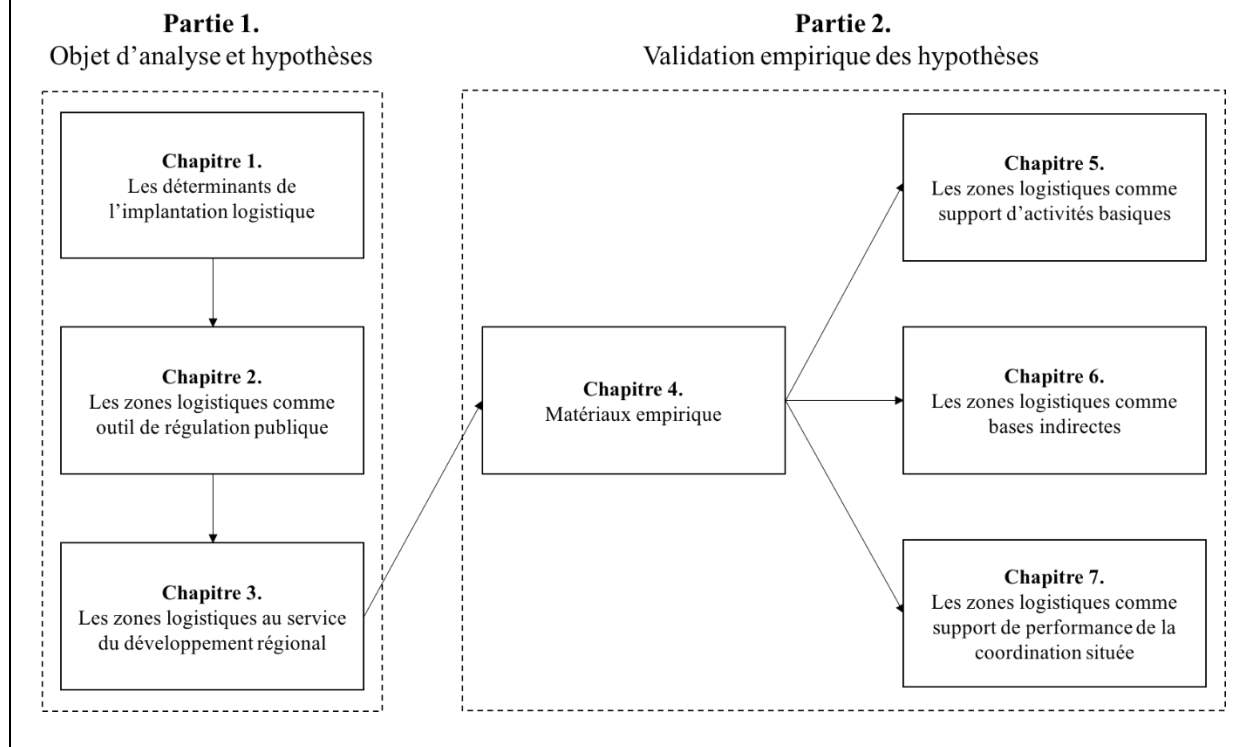 Partie 1.
Objet d'analyse et hypothèses
Chapitre 1.
Les déterminants de
l'implantation logistique
Chapitre 2.
Les zones logistiques comme
outil de régulation publique
Chapitre 3.
Les zones logistiques au service
du développement régional
Partie 2.
Validation empirique des hypothèses
Chapitre 4.
Matériaux empirique
Chapitre 5.
Les zones logistiques comme
support d'activités basiques
Chapitre 6.
Les zones logistiques comme
bases indirectes
Chapitre 7.
Les zones logistiques comme
support de performance de la
coordination située